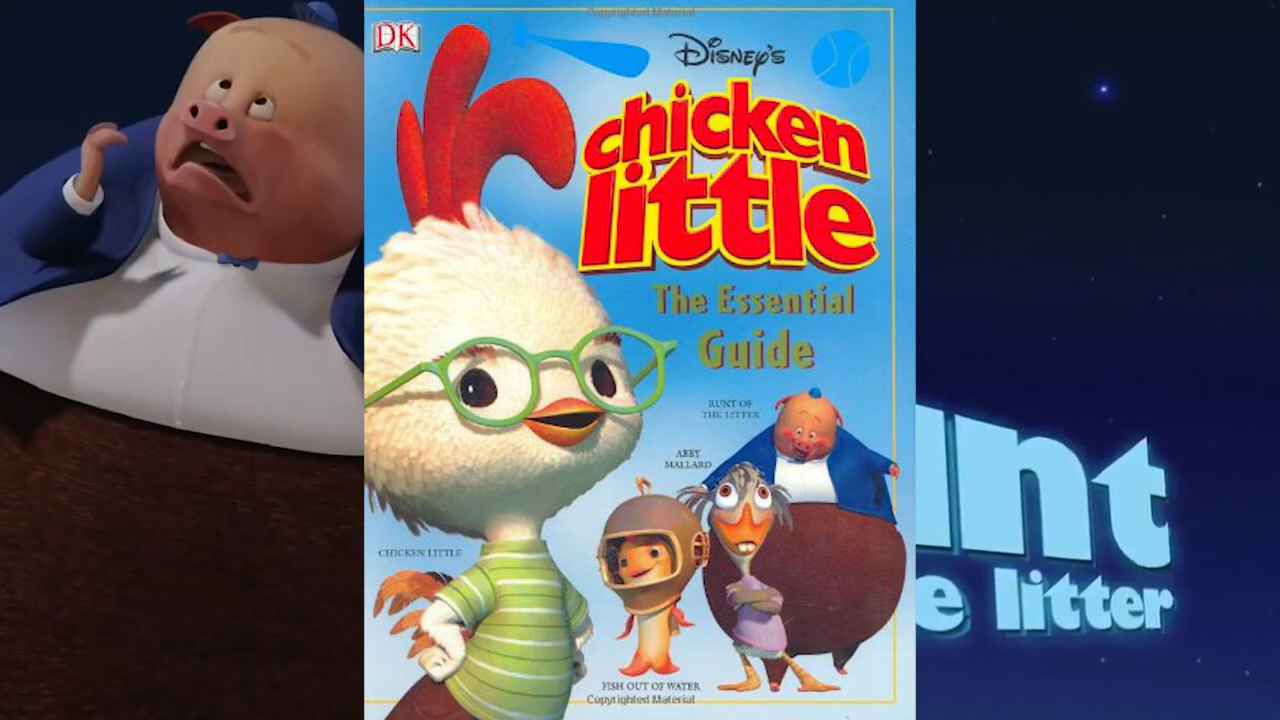 Copyrighted Material
DK
Disney's
chicken
little
The Essential
Guide
RUNT OF
THE LITTER
ABBY
MALLARD
CHICKEN LITTLE
FISH OUT OF WATER
Copyrighted Material
unt
e litter